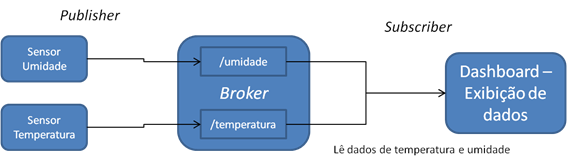 Publisher
Subscriber
Sensor
Umidade
/umidade
Broker
Sensor
Temperatura
/temperatura
Dashboard –
Exibição de
dados
Lê dados de temperatura e umidade